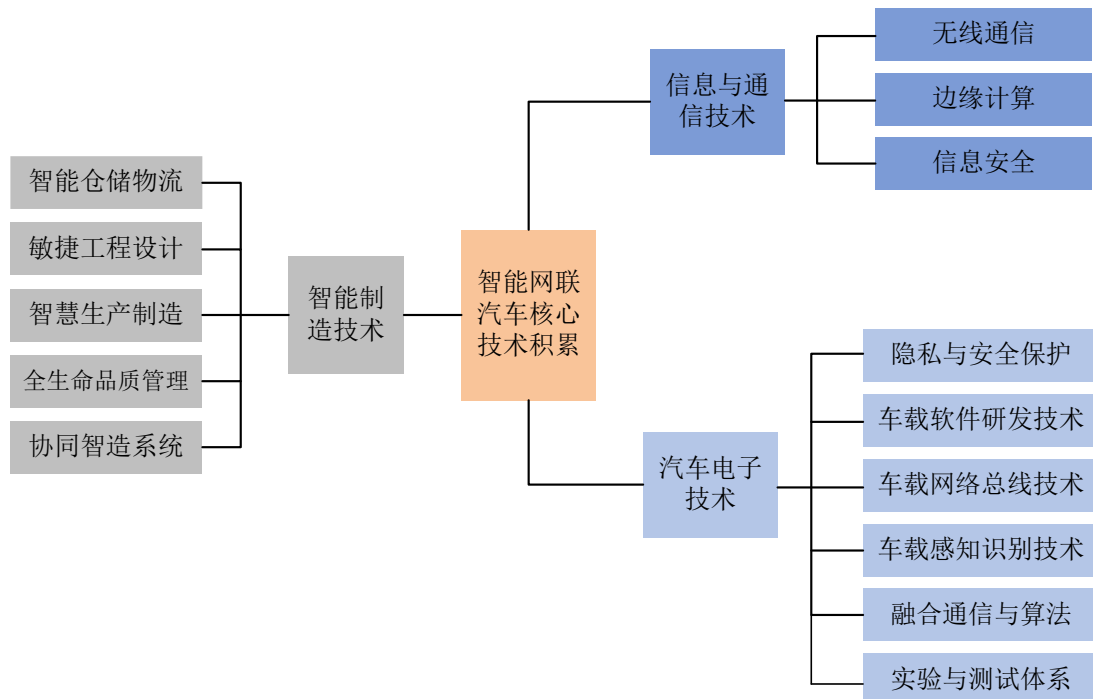 智能仓储物流
敏捷工程设计
智慧生产制造
全生命品质管理
协同智造系统
智能制
造技术
智能网联
汽车核心
技术积累
信息与通
信技术
无线通信
边缘计算
信息安全
汽车电子
技术
隐私与安全保护
车载软件研发技术
车载网络总线技术
车载感知识别技术
融合通信与算法
实验与测试体系